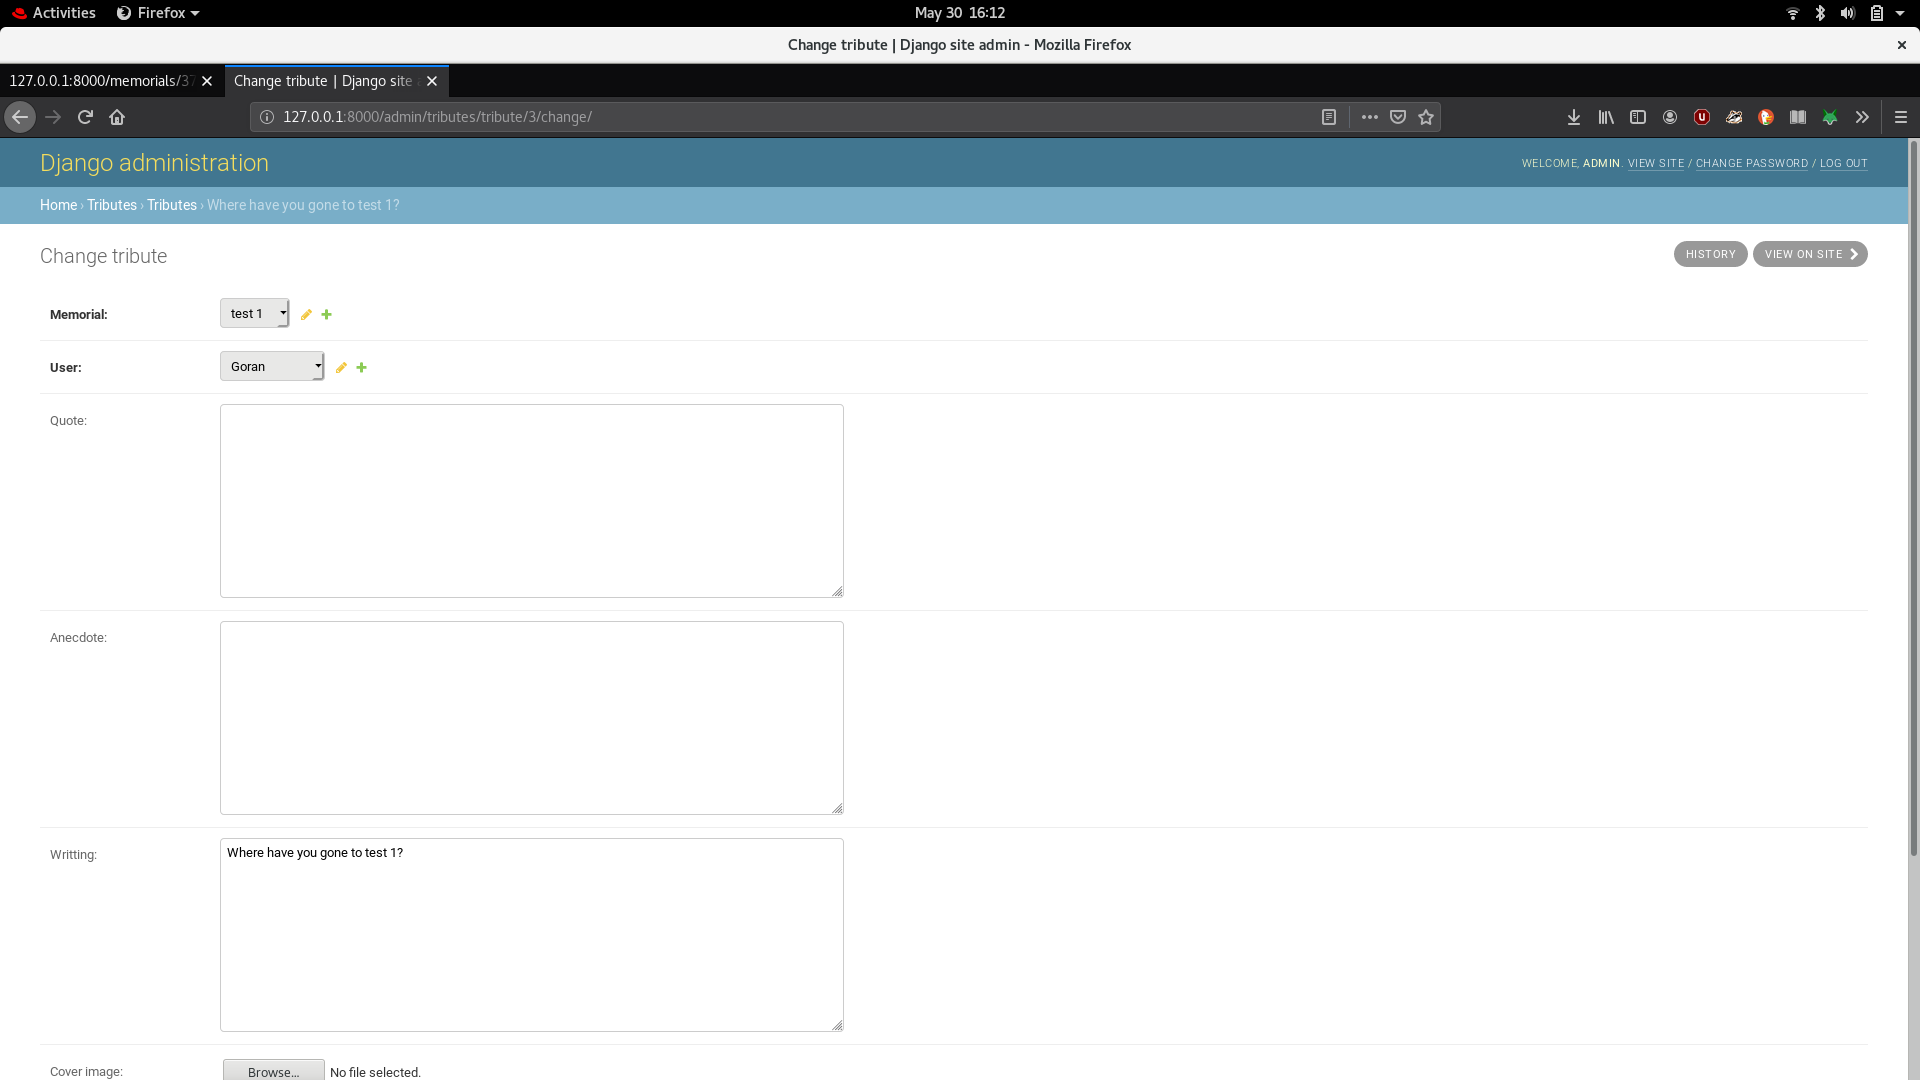 Activities Firefox May 30 16:12
Change tribute | Django site admin - Mozilla Firefox
127.0.0.1:8000/memorials/37 Change tribute | Django site
127.0.0.1:8000/admin/tributes/tribute/3/change/
Django administration
WELCOME, ADMIN. VIEW SITE / CHANGE PASSWORD / LOG OUT
Home › Tributes › Tributes › Where have you gone to test 1?
Change tribute
HISTORY VIEW ON SITE
Memorial: test 1
User: Goran
Quote:
Anecdote:
Writting: Where have you gone to test 1?
Cover image: Browse... No file selected.